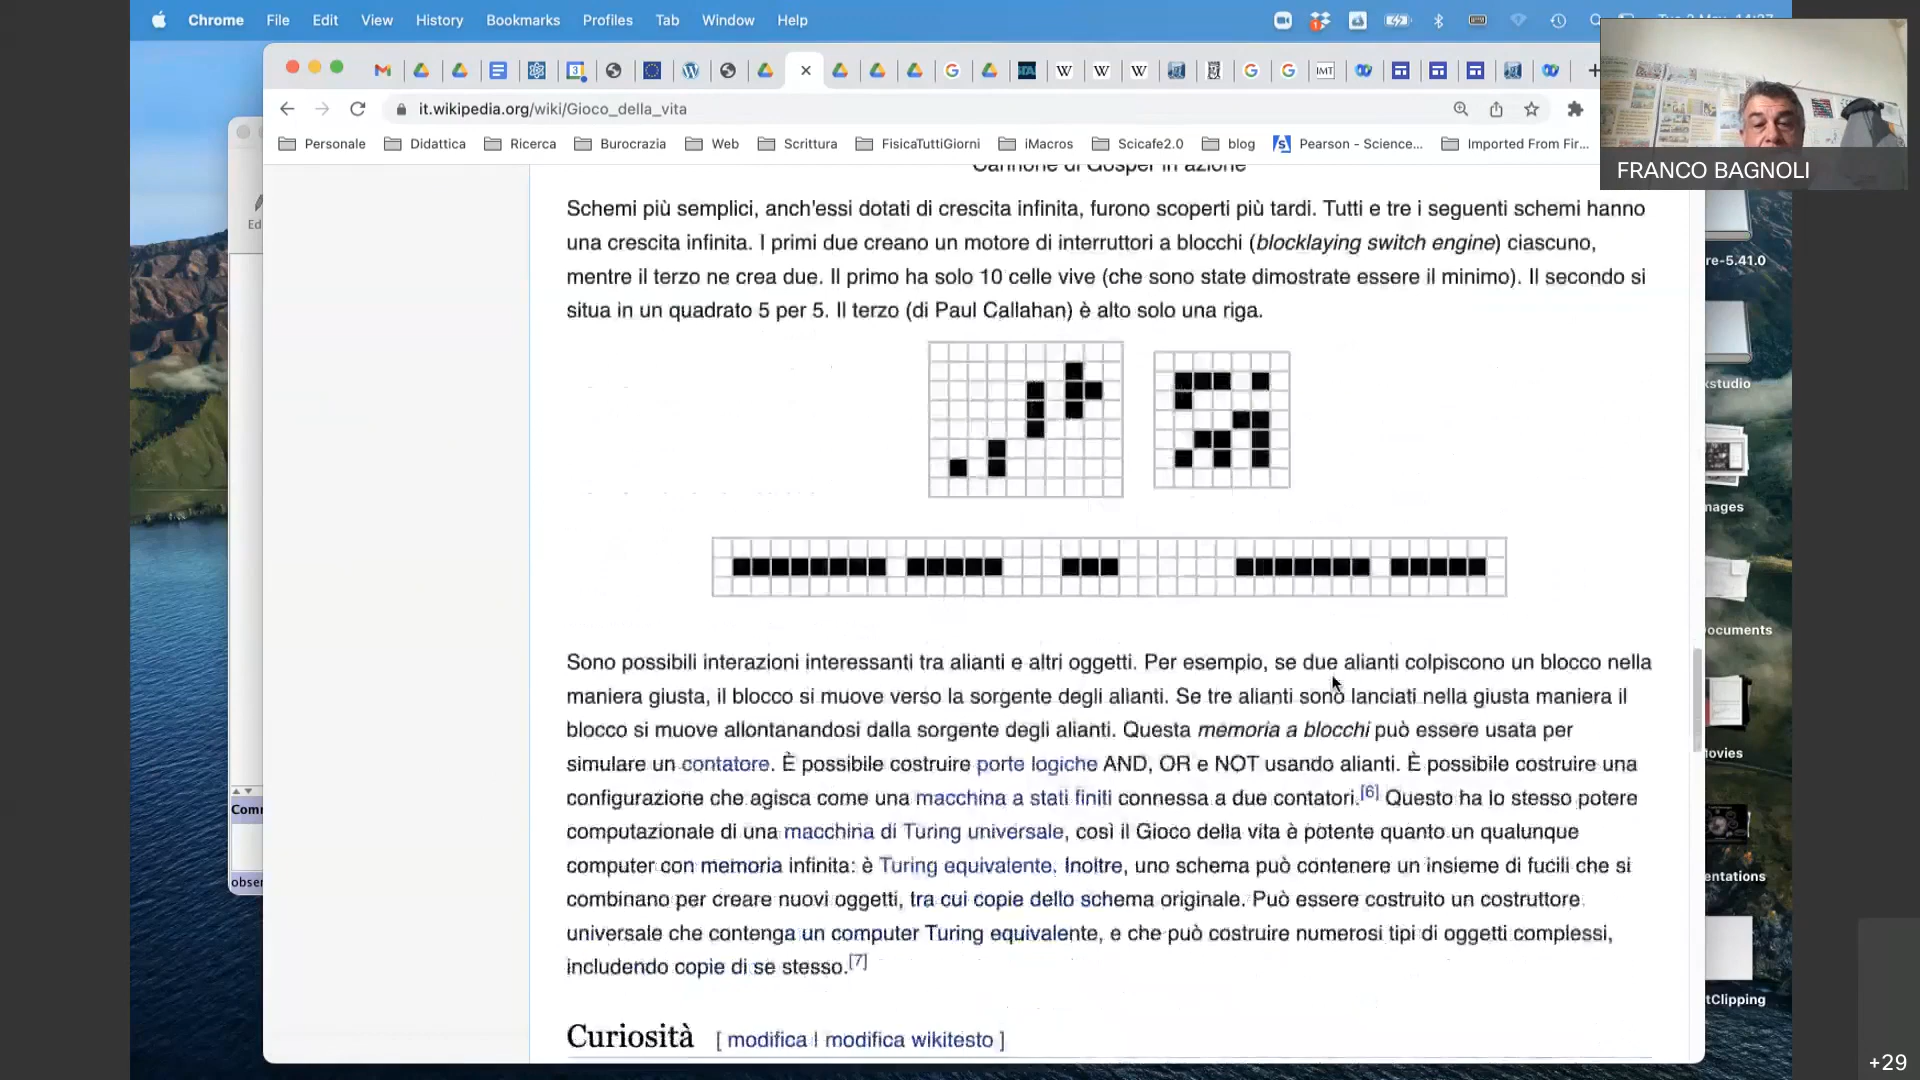 Chrome File Edit View History Bookmarks Profiles Tab Window Help
it.wikipedia.org/wiki/Gioco_della_vita
Personale Didattica Ricerca Burocrazia Web Scrittura FisicaTuttiGiorni iMacros Scicafe2.0 blog Pearson - Science... Imported From Fir...
FRANCO BAGNOLI
Cannone di Gosper in azione
Schemi più semplici, anch'essi dotati di crescita infinita, furono scoperti più tardi. Tutti e tre i seguenti schemi hanno
una crescita infinita. I primi due creano un motore di interruttori a blocchi (blocklaying switch engine) ciascuno,
mentre il terzo ne crea due. Il primo ha solo 10 celle vive (che sono state dimostrate essere il minimo). Il secondo si
situa in un quadrato 5 per 5. Il terzo (di Paul Callahan) è alto solo una riga.
Sono possibili interazioni interessanti tra alianti e altri oggetti. Per esempio, se due alianti colpiscono un blocco nella
maniera giusta, il blocco si muove verso la sorgente degli alianti. Se tre alianti sono lanciati nella giusta maniera il
blocco si muove allontanandosi dalla sorgente degli alianti. Questa memoria a blocchi può essere usata per
simulare un contatore. È possibile costruire porte logiche AND, OR e NOT usando alianti. È possibile costruire una
configurazione che agisca come una macchina a stati finiti connessa a due contatori.[6] Questo ha lo stesso potere
computazionale di una macchina di Turing universale, così il Gioco della vita è potente quanto un qualunque
computer con memoria infinita: è Turing equivalente. Inoltre, uno schema può contenere un insieme di fucili che si
combinano per creare nuovi oggetti, tra cui copie dello schema originale. Può essere costruito un costruttore
universale che contenga un computer Turing equivalente, e che può costruire numerosi tipi di oggetti complessi,
includendo copie di se stesso.[7]
Curiosità [ modifica | modifica wikitesto ]
Ed
Comr
obser
re-5.41.0
kstudio
mages
ocuments
lovies
entations
tClipping
+29